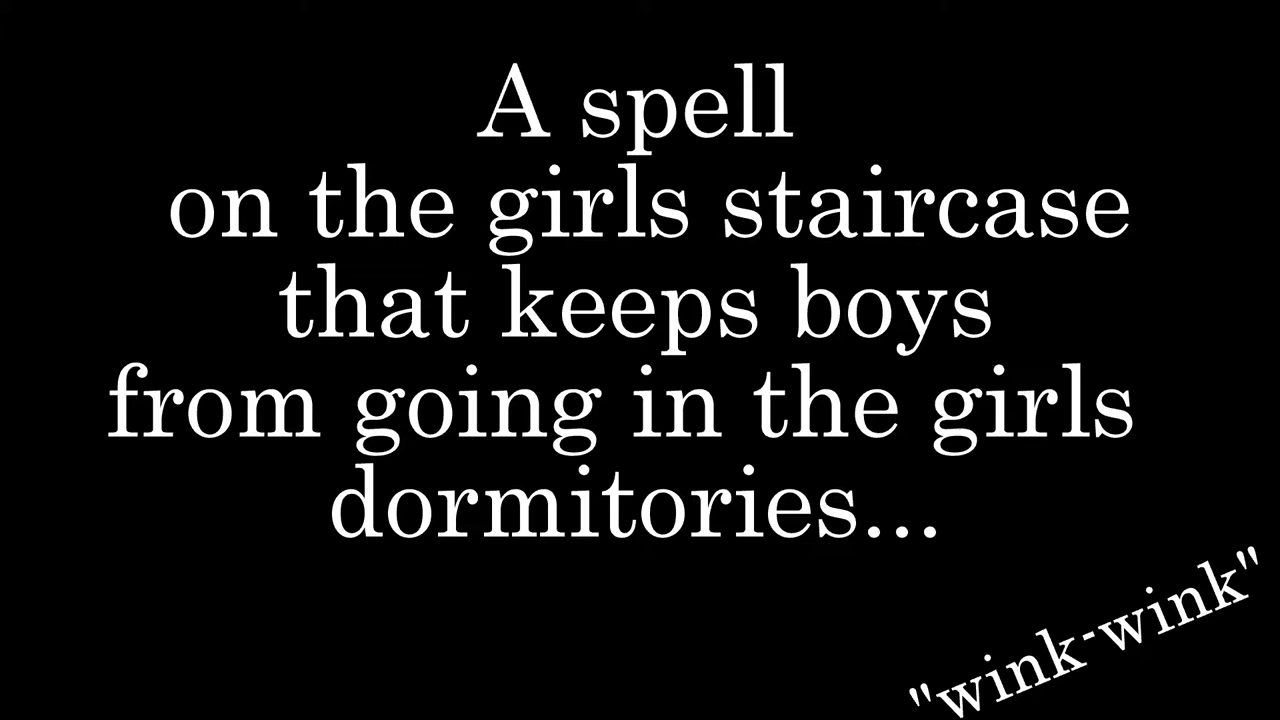 A spell
on the girls staircase
that keeps boys
from going in the girls
dormitories...
"wink-wink"